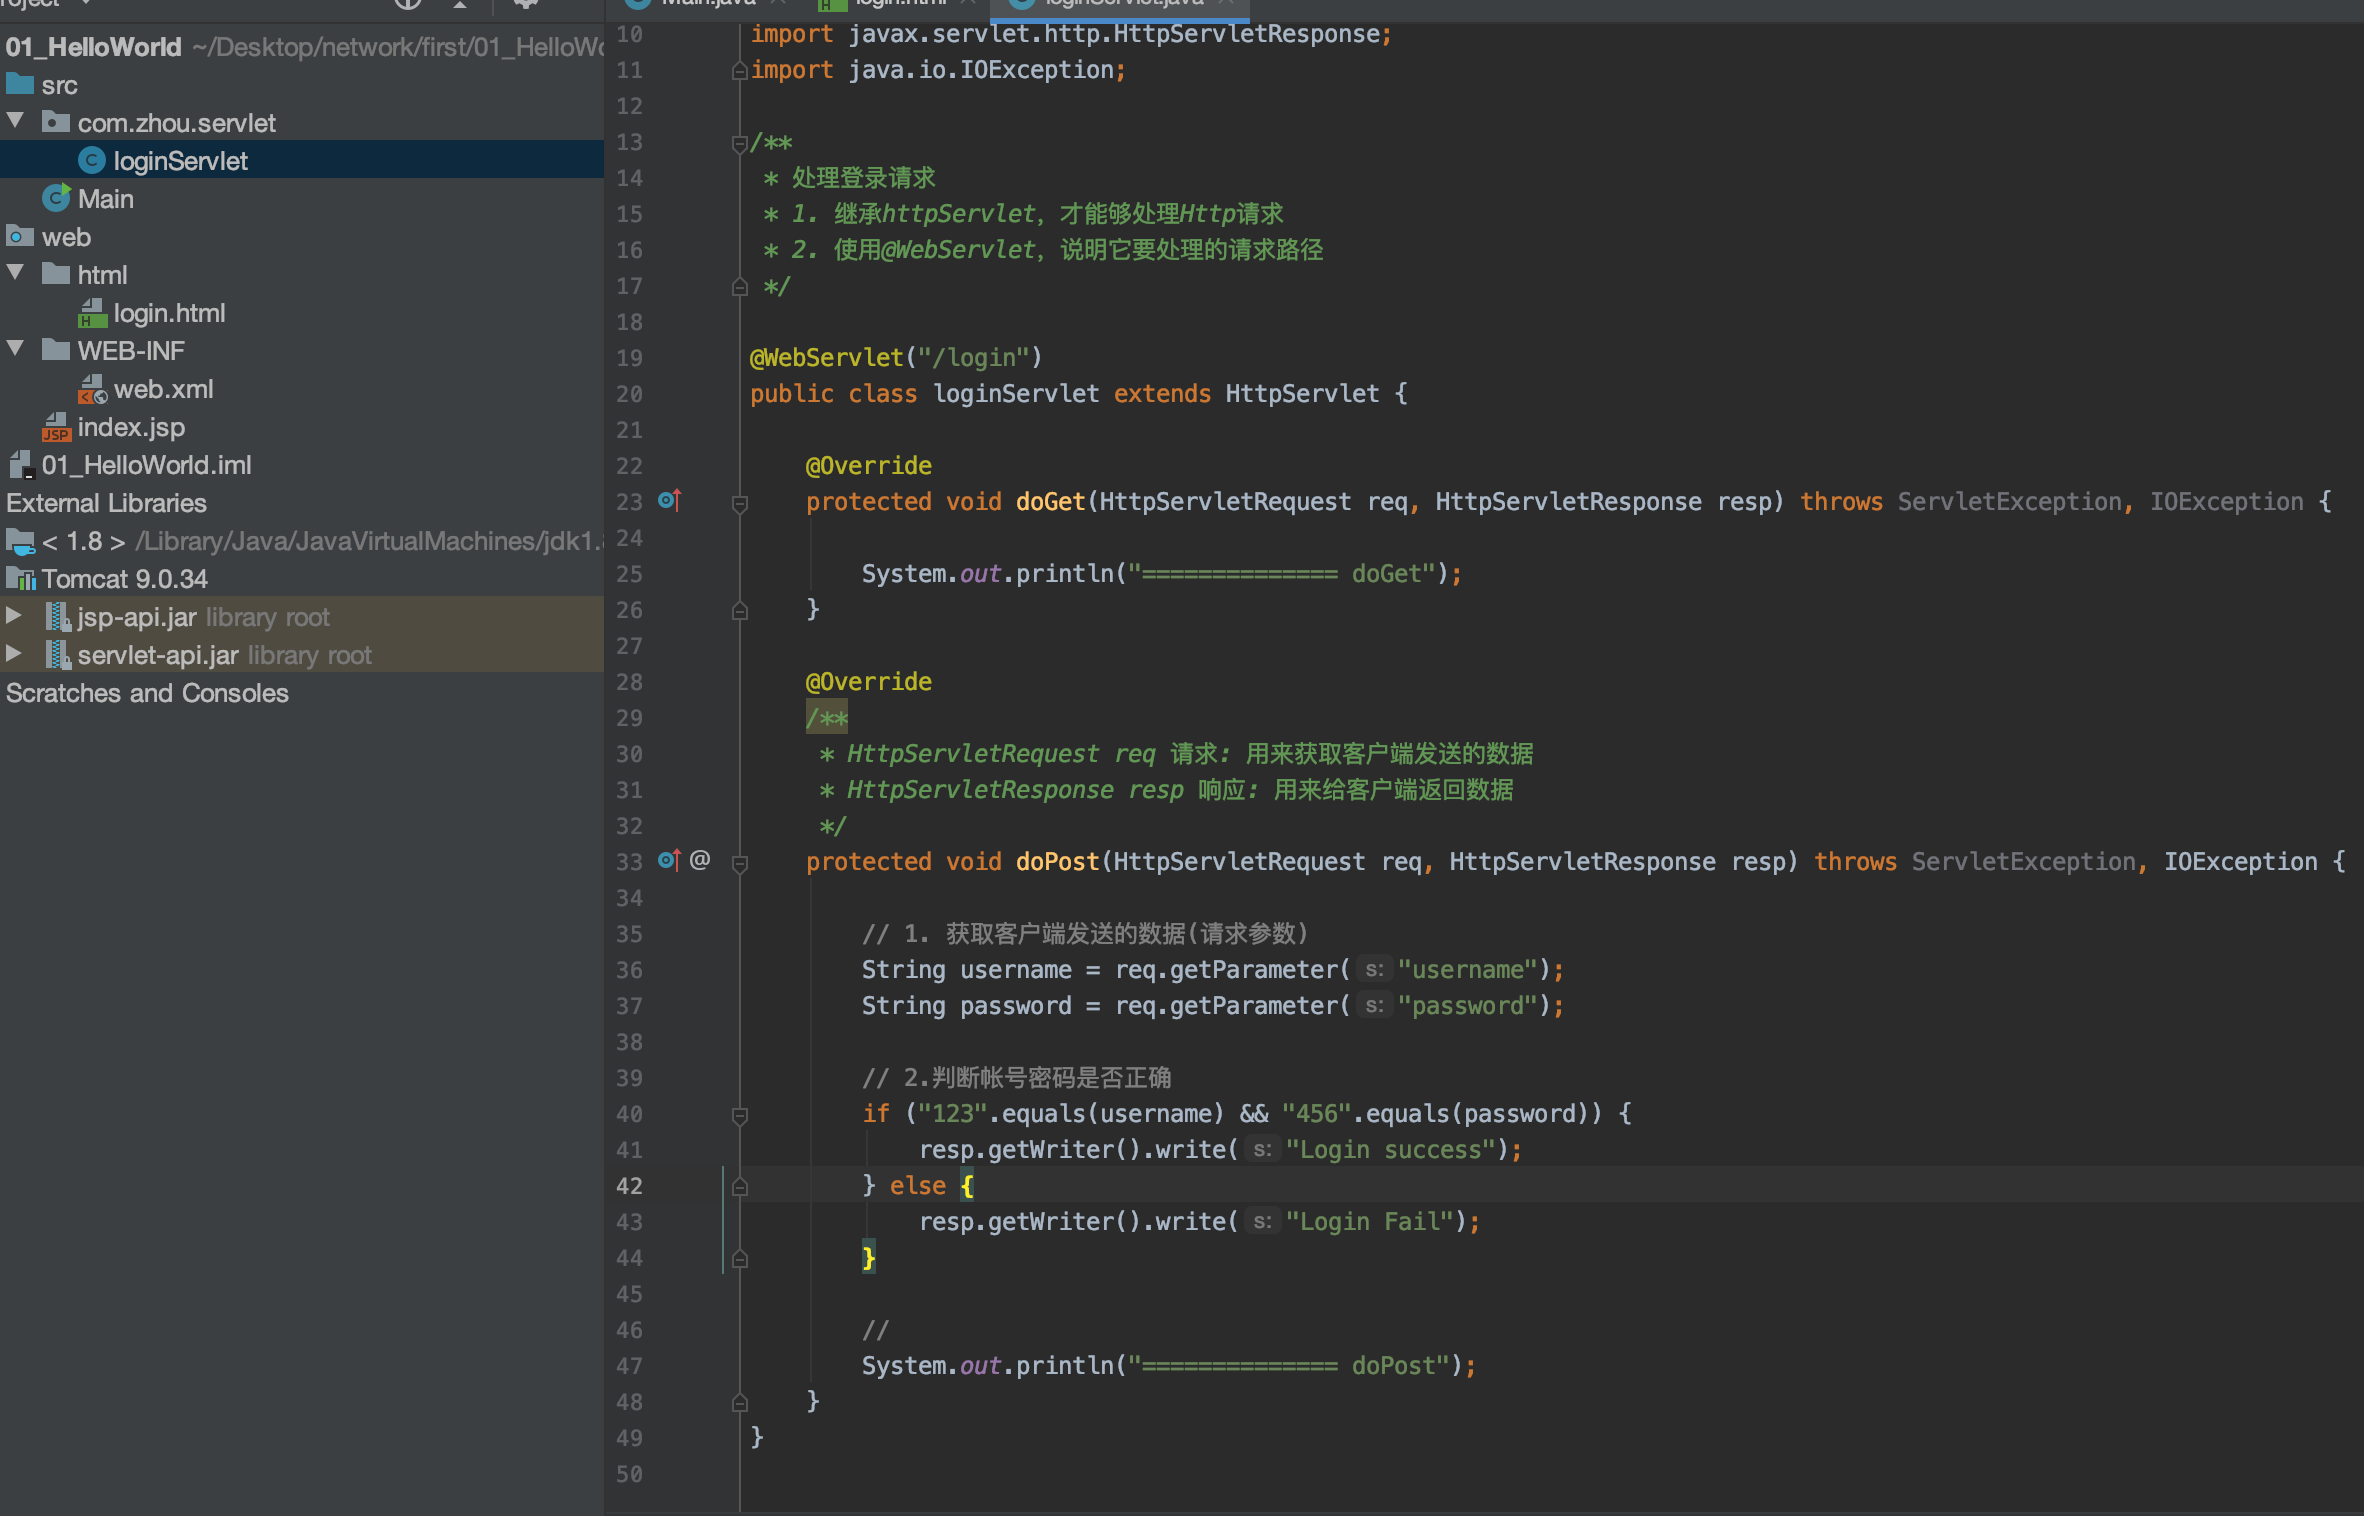 01_HelloWorld ~/Desktop/network/first/01_HelloWo
src
com.zhou.servlet
loginServlet
Main
web
html
login.html
WEB-INF
web.xml
index.jsp
01_HelloWorld.iml
External Libraries
< 1.8 > /Library/Java/JavaVirtualMachines/jdk1.8
Tomcat 9.0.34
jsp-api.jar library root
servlet-api.jar library root
Scratches and Consoles
Main.java login.html loginServlet.java
10 import javax.servlet.http.HttpServletResponse;
11 import java.io.IOException;
12
13 /**
14 * 处理登录请求
15 * 1. 继承httpServlet，才能够处理Http请求
16 * 2. 使用@WebServlet，说明它要处理的请求路径
17 */
18
19 @WebServlet("/login")
20 public class loginServlet extends HttpServlet {
21
22 @Override
23 protected void doGet(HttpServletRequest req, HttpServletResponse resp) throws ServletException, IOException {
24
25 System.out.println("============== doGet");
26 }
27
28 @Override
29 /**
30 * HttpServletRequest req 请求: 用来获取客户端发送的数据
31 * HttpServletResponse resp 响应: 用来给客户端返回数据
32 */
33 @ protected void doPost(HttpServletRequest req, HttpServletResponse resp) throws ServletException, IOException {
34
35 // 1. 获取客户端发送的数据(请求参数)
36 String username = req.getParameter( s: "username");
37 String password = req.getParameter( s: "password");
38
39 // 2.判断帐号密码是否正确
40 if ("123".equals(username) && "456".equals(password)) {
41 resp.getWriter().write( s: "Login success");
42 } else {
43 resp.getWriter().write( s: "Login Fail");
44 }
45
46 //
47 System.out.println("============== doPost");
48 }
49 }
50